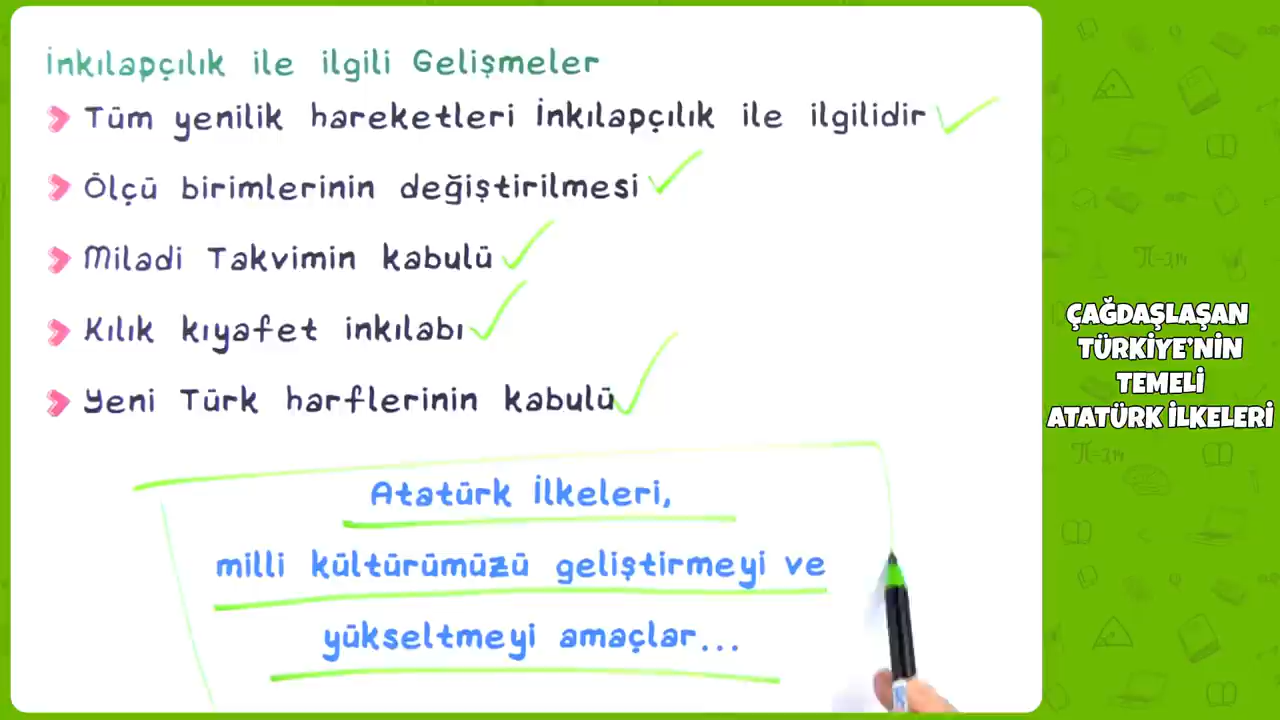 İnkılapçılık ile ilgili Gelişmeler
Tüm yenilik hareketleri İnkılapçılık ile ilgilidir
Ölçü birimlerinin değiştirilmesi
Miladi Takvimin kabulü
Kılık kıyafet inkılabı
Yeni Türk harflerinin kabulü
Atatürk İlkeleri,
milli kültürümüzü geliştirmeyi ve
yükseltmeyi amaçlar...
ÇAĞDAŞLAŞAN
TÜRKİYE'NİN
TEMELİ
ATATÜRK İLKELERİ